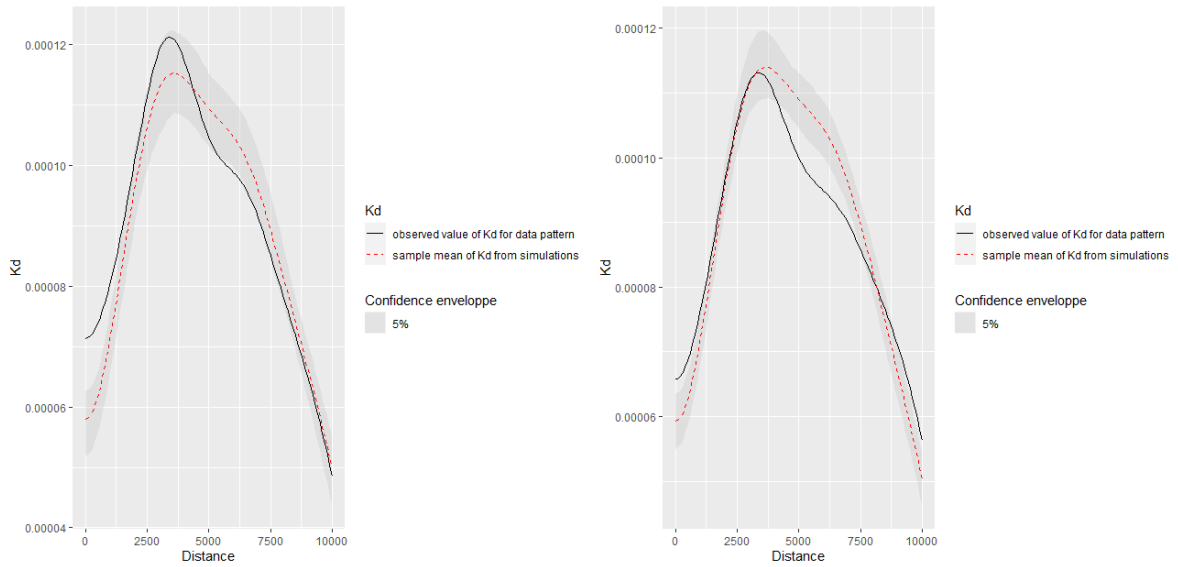 0.00012
0.00010
0.00008
0.00006
0.00004
Kd
0
2500
5000
7500
10000
Distance
Kd
observed value of Kd for data pattern
sample mean of Kd from simulations
Confidence enveloppe
5%
0.00012
0.00010
0.00008
0.00006
Kd
0
2500
5000
7500
10000
Distance
Kd
observed value of Kd for data pattern
sample mean of Kd from simulations
Confidence enveloppe
5%